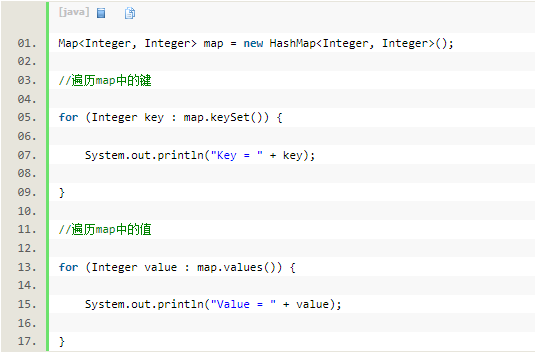 [java]
01. Map<Integer, Integer> map = new HashMap<Integer, Integer>();
02.
03. //遍历map中的键
04.
05. for (Integer key : map.keySet()) {
06.
07.     System.out.println("Key = " + key);
08.
09. }
10.
11. //遍历map中的值
12.
13. for (Integer value : map.values()) {
14.
15.     System.out.println("Value = " + value);
16.
17. }